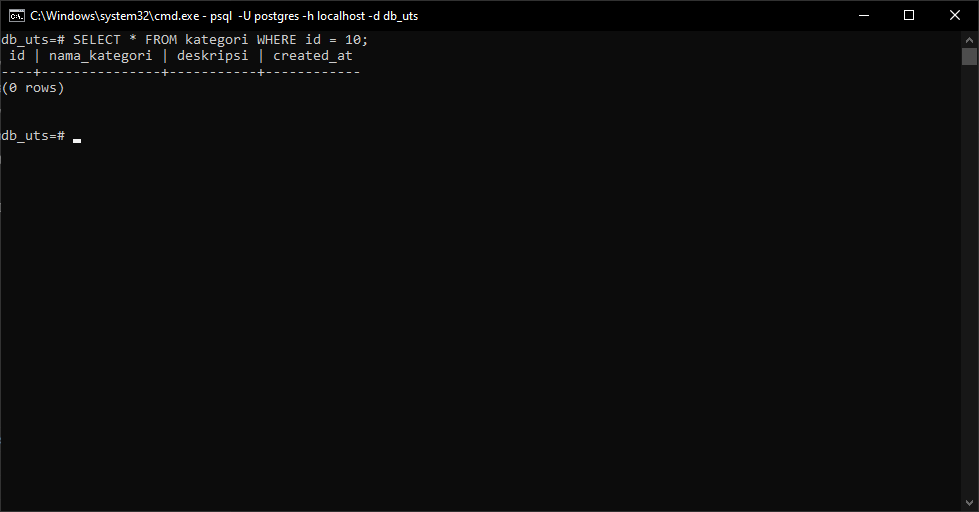 C:\Windows\system32\cmd.exe - psql -U postgres -h localhost -d db_uts
db_uts=# SELECT * FROM kategori WHERE id = 10;
 id | nama_kategori | deskripsi | created_at
----+---------------+-----------+------------
(0 rows)
db_uts=#